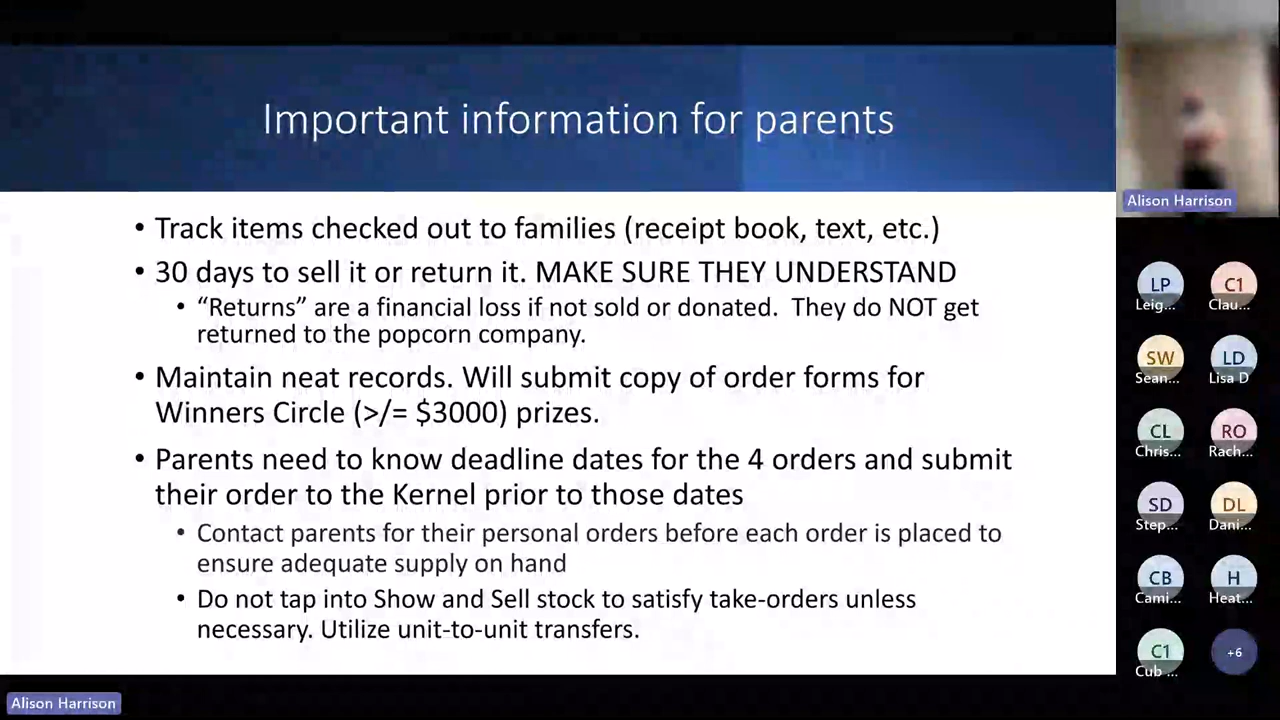 Important information for parents
• Track items checked out to families (receipt book, text, etc.)
• 30 days to sell it or return it. MAKE SURE THEY UNDERSTAND
• “Returns” are a financial loss if not sold or donated.  They do NOT get
returned to the popcorn company.
• Maintain neat records. Will submit copy of order forms for
Winners Circle (>/= $3000) prizes.
• Parents need to know deadline dates for the 4 orders and submit
their order to the Kernel prior to those dates
• Contact parents for their personal orders before each order is placed to
ensure adequate supply on hand
• Do not tap into Show and Sell stock to satisfy take-orders unless
necessary. Utilize unit-to-unit transfers.
Alison Harrison
LP
Leig...
C1
Clau...
SW
Sean...
LD
Lisa D
CL
Chris...
RO
Rach...
SD
Step...
DL
Dani...
CB
Cami...
H
Heat...
C1
Cub ...
+6
Alison Harrison